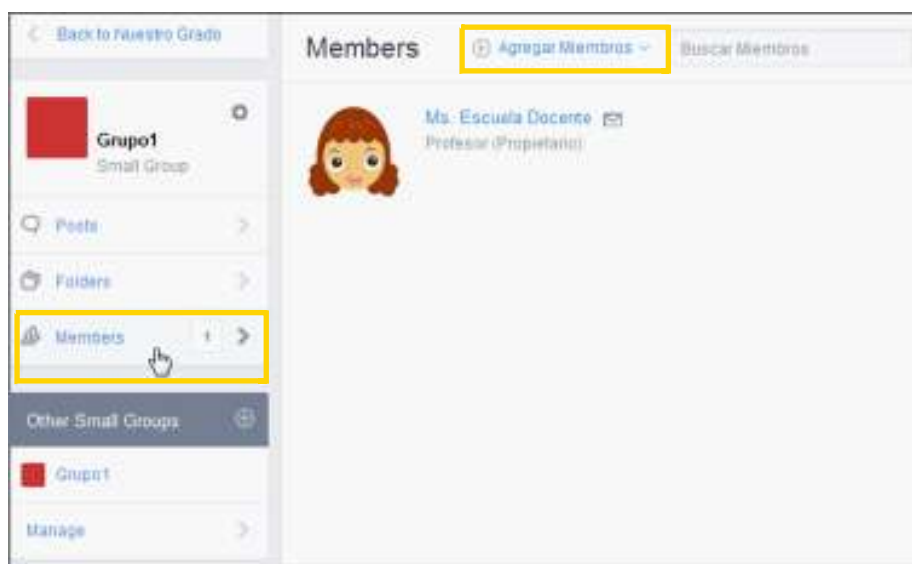 Back to Nuestro Grado
Grupo1
Small Group
Posts
Folders
Members 1
Other Small Groups
Grupo1
Manage
Members Agregar Miembros Buscar Miembros
Ms. Escuela Docente
Profesor (Propietario)